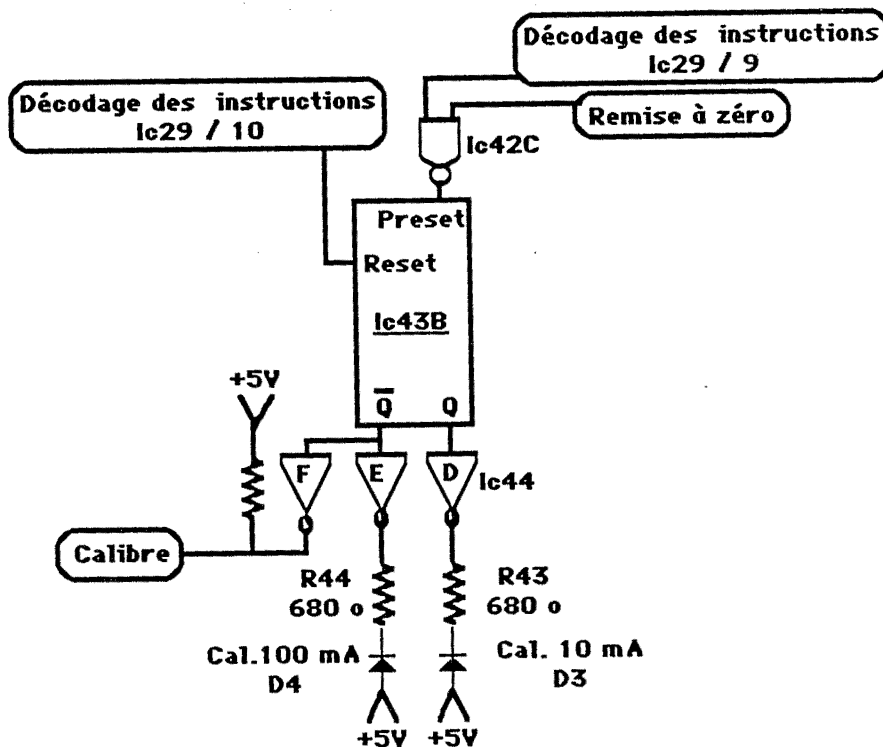 Décodage des instructions
Ic29 / 9
Décodage des instructions
Ic29 / 10
Remise à zéro
Ic42C
Preset
Reset
Ic43B
+5V
Q
Q
F
E
D
Ic44
Calibre
R44
680 o
R43
680 o
Cal.100 mA
D4
Cal. 10 mA
D3
+5V
+5V